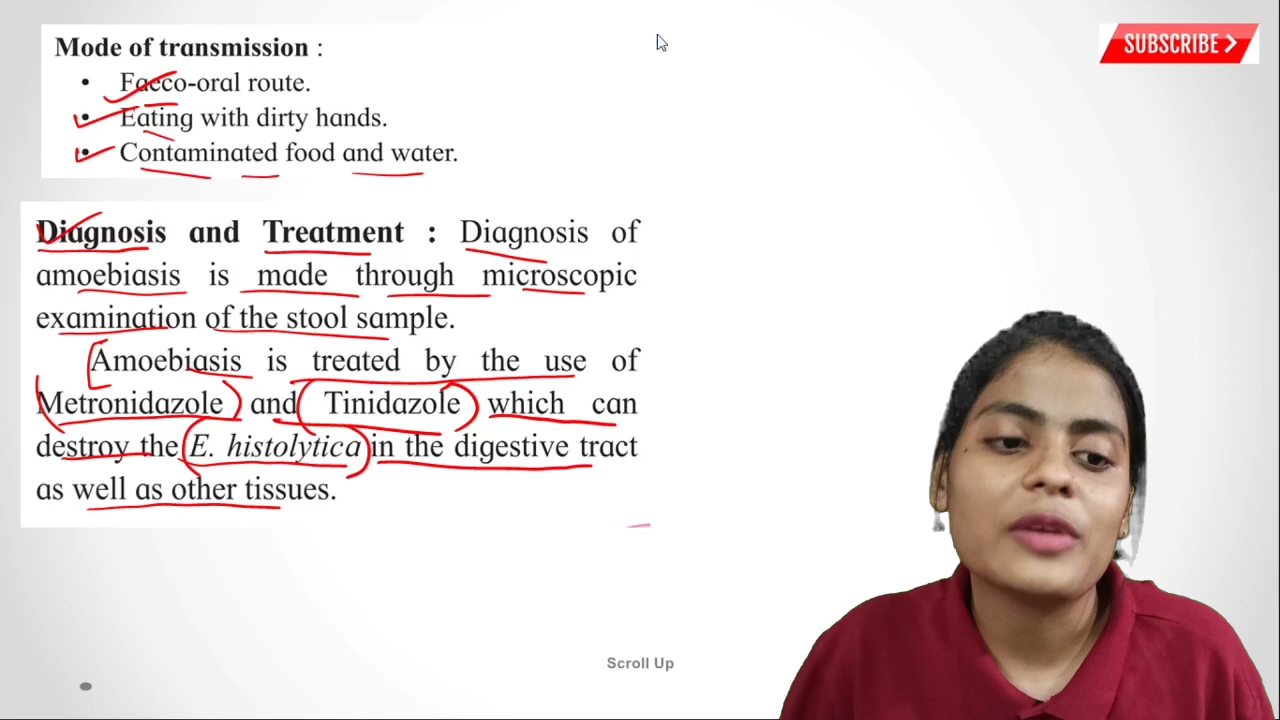 Mode of transmission :
SUBSCRIBE
• Faeco-oral route.
• Eating with dirty hands.
• Contaminated food and water.
Diagnosis and Treatment : Diagnosis of
amoebiasis is made through microscopic
examination of the stool sample.
Amoebiasis is treated by the use of
Metronidazole and Tinidazole which can
destroy the E. histolytica in the digestive tract
as well as other tissues.
Scroll Up